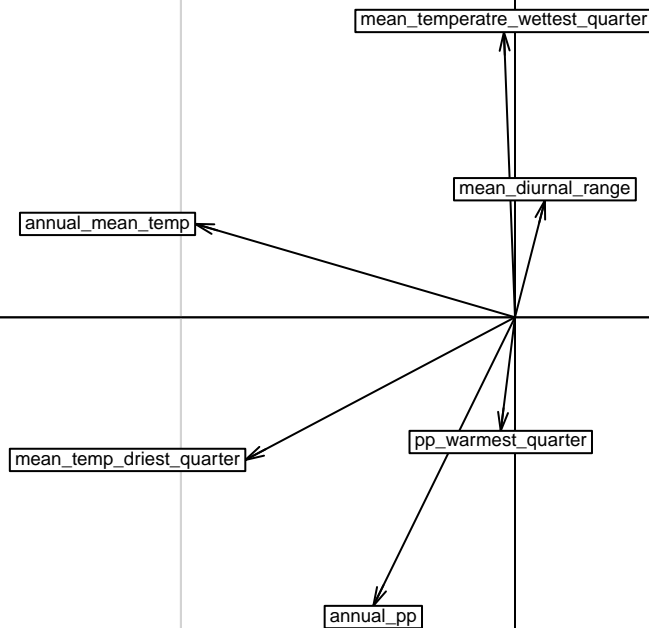 mean_temperatre_wettest_quarter
mean_diurnal_range
annual_mean_temp
pp_warmest_quarter
mean_temp_driest_quarter
annual_pp